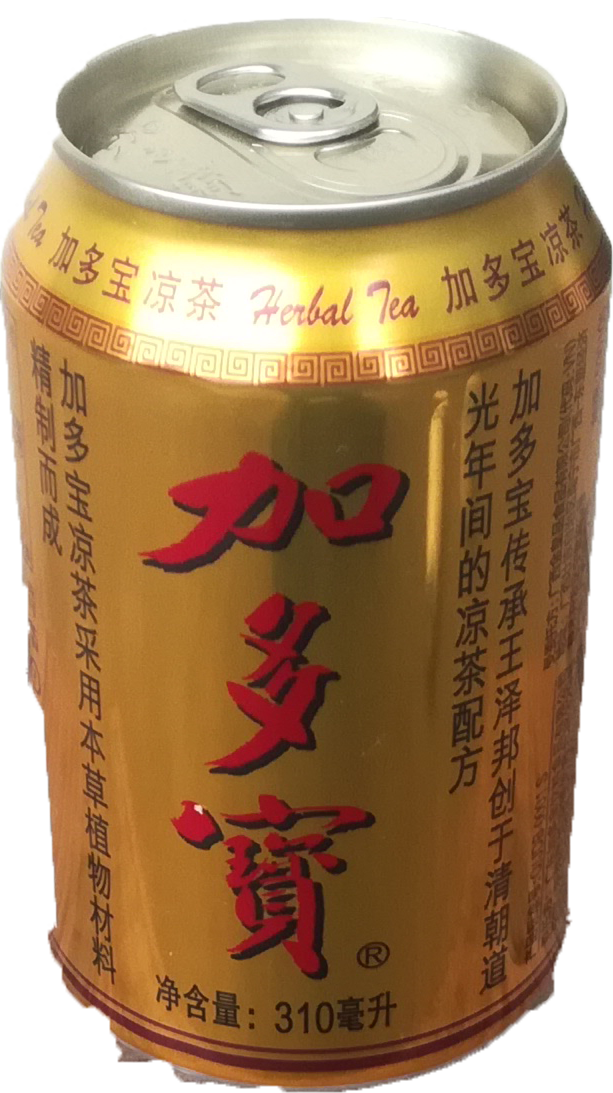 加多宝凉茶 Herbal Tea 加多宝凉茶
加多寶®
加多宝传承王泽邦创于清朝道
光年间的凉茶配方
加多宝凉茶采用本草植物材料
精制而成
净含量：310毫升